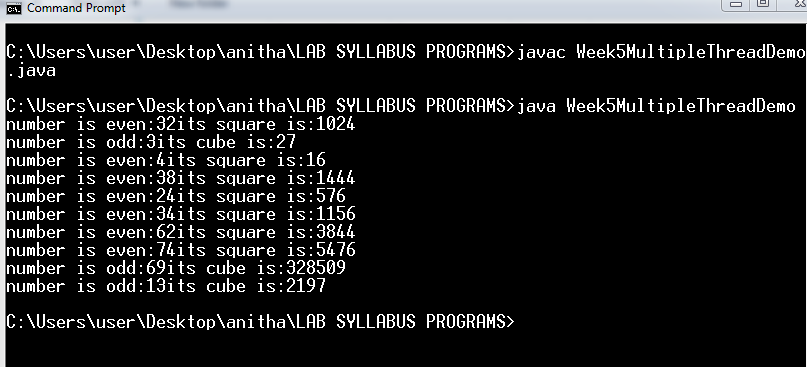 Command Prompt
C:\Users\user\Desktop\anitha\LAB SYLLABUS PROGRAMS>javac Week5MultipleThreadDemo
.java
C:\Users\user\Desktop\anitha\LAB SYLLABUS PROGRAMS>java Week5MultipleThreadDemo
number is even:32its square is:1024
number is odd:3its cube is:27
number is even:4its square is:16
number is even:38its square is:1444
number is even:24its square is:576
number is even:34its square is:1156
number is even:62its square is:3844
number is even:74its square is:5476
number is odd:69its cube is:328509
number is odd:13its cube is:2197
C:\Users\user\Desktop\anitha\LAB SYLLABUS PROGRAMS>